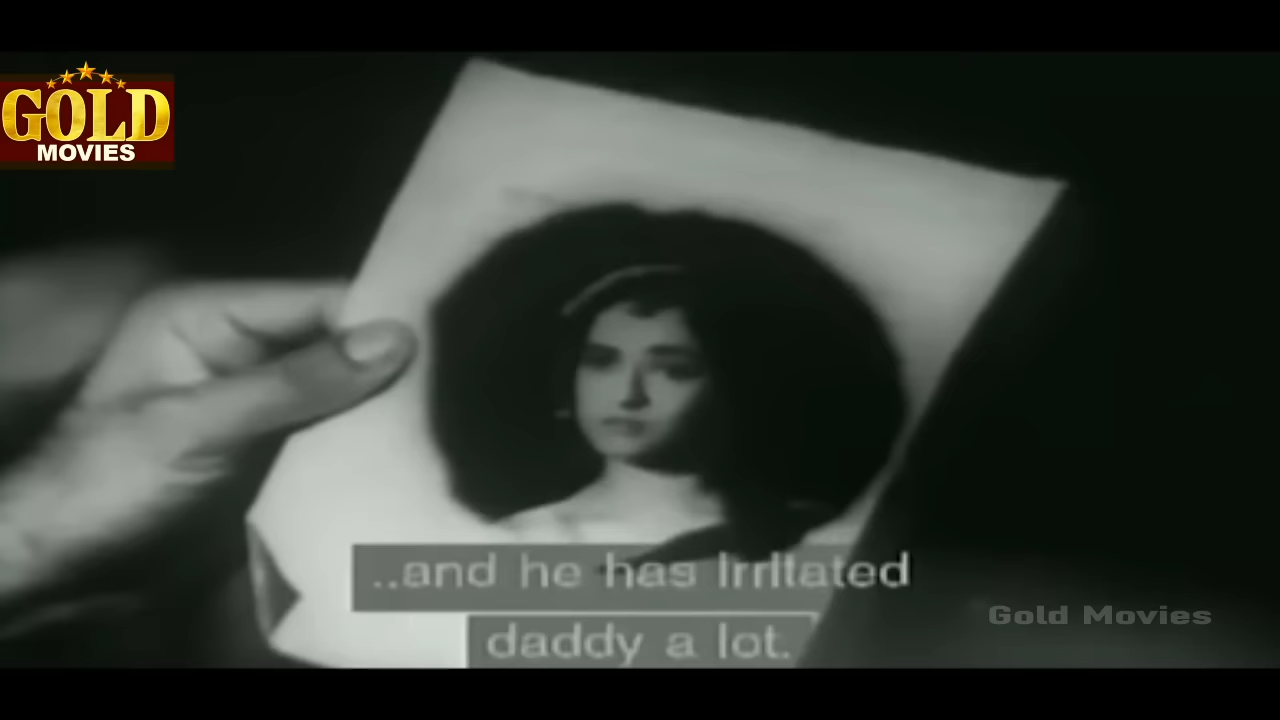 GOLD
MOVIES
..and he has irritated
daddy a lot.
Gold Movies